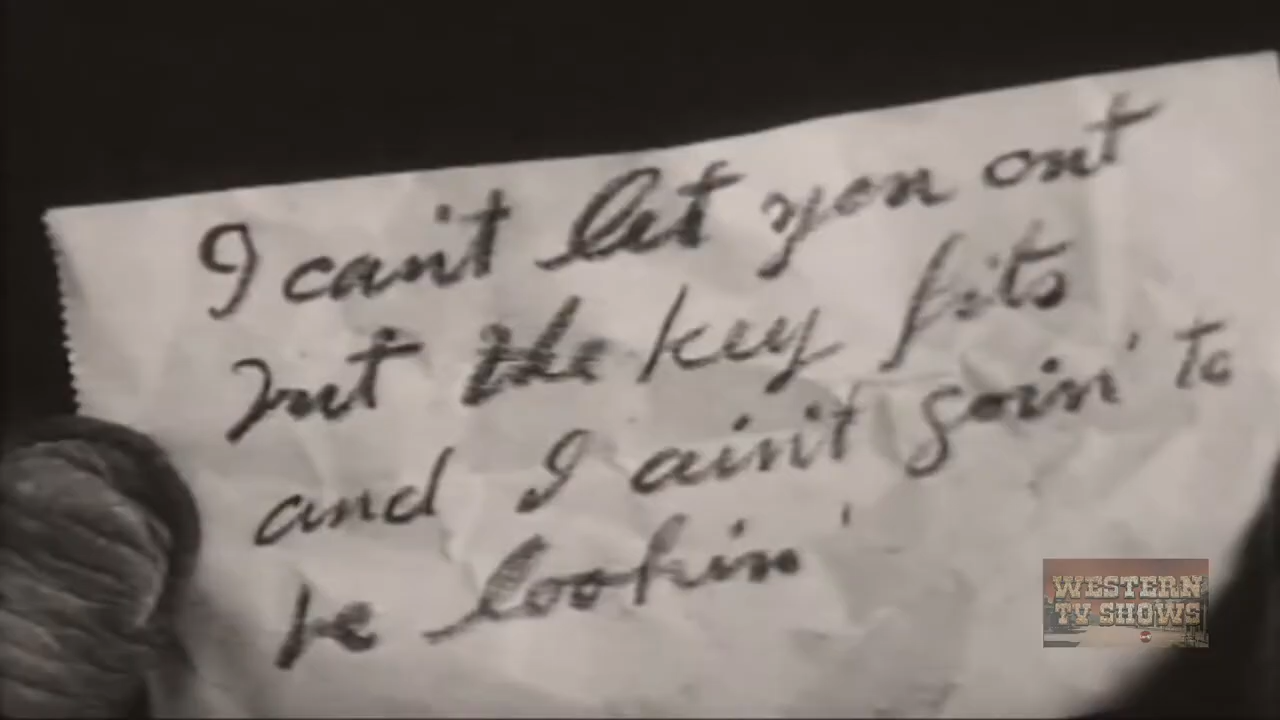 I can't let you out
but the key fits
and I ain't goin' to
be lookin'
WESTERN
TV SHOWS